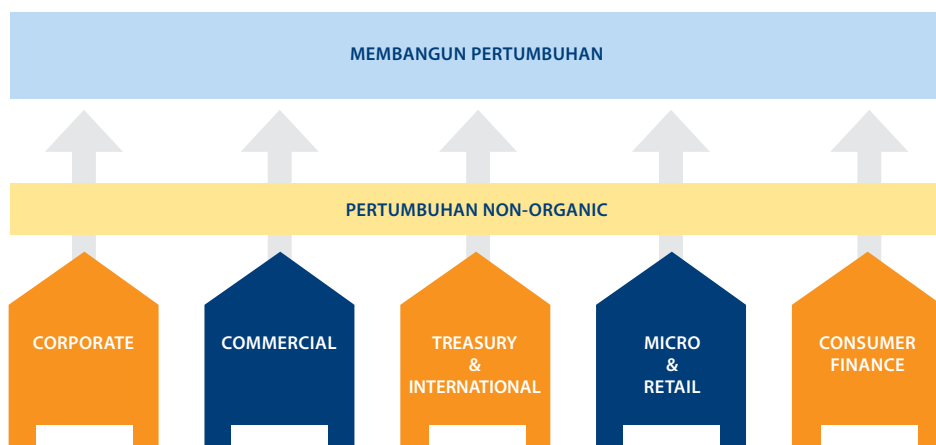 MEMBANGUN PERTUMBUHAN
PERTUMBUHAN NON-ORGANIC
CORPORATE
COMMERCIAL
TREASURY
&
INTERNATIONAL
MICRO
&
RETAIL
CONSUMER
FINANCE